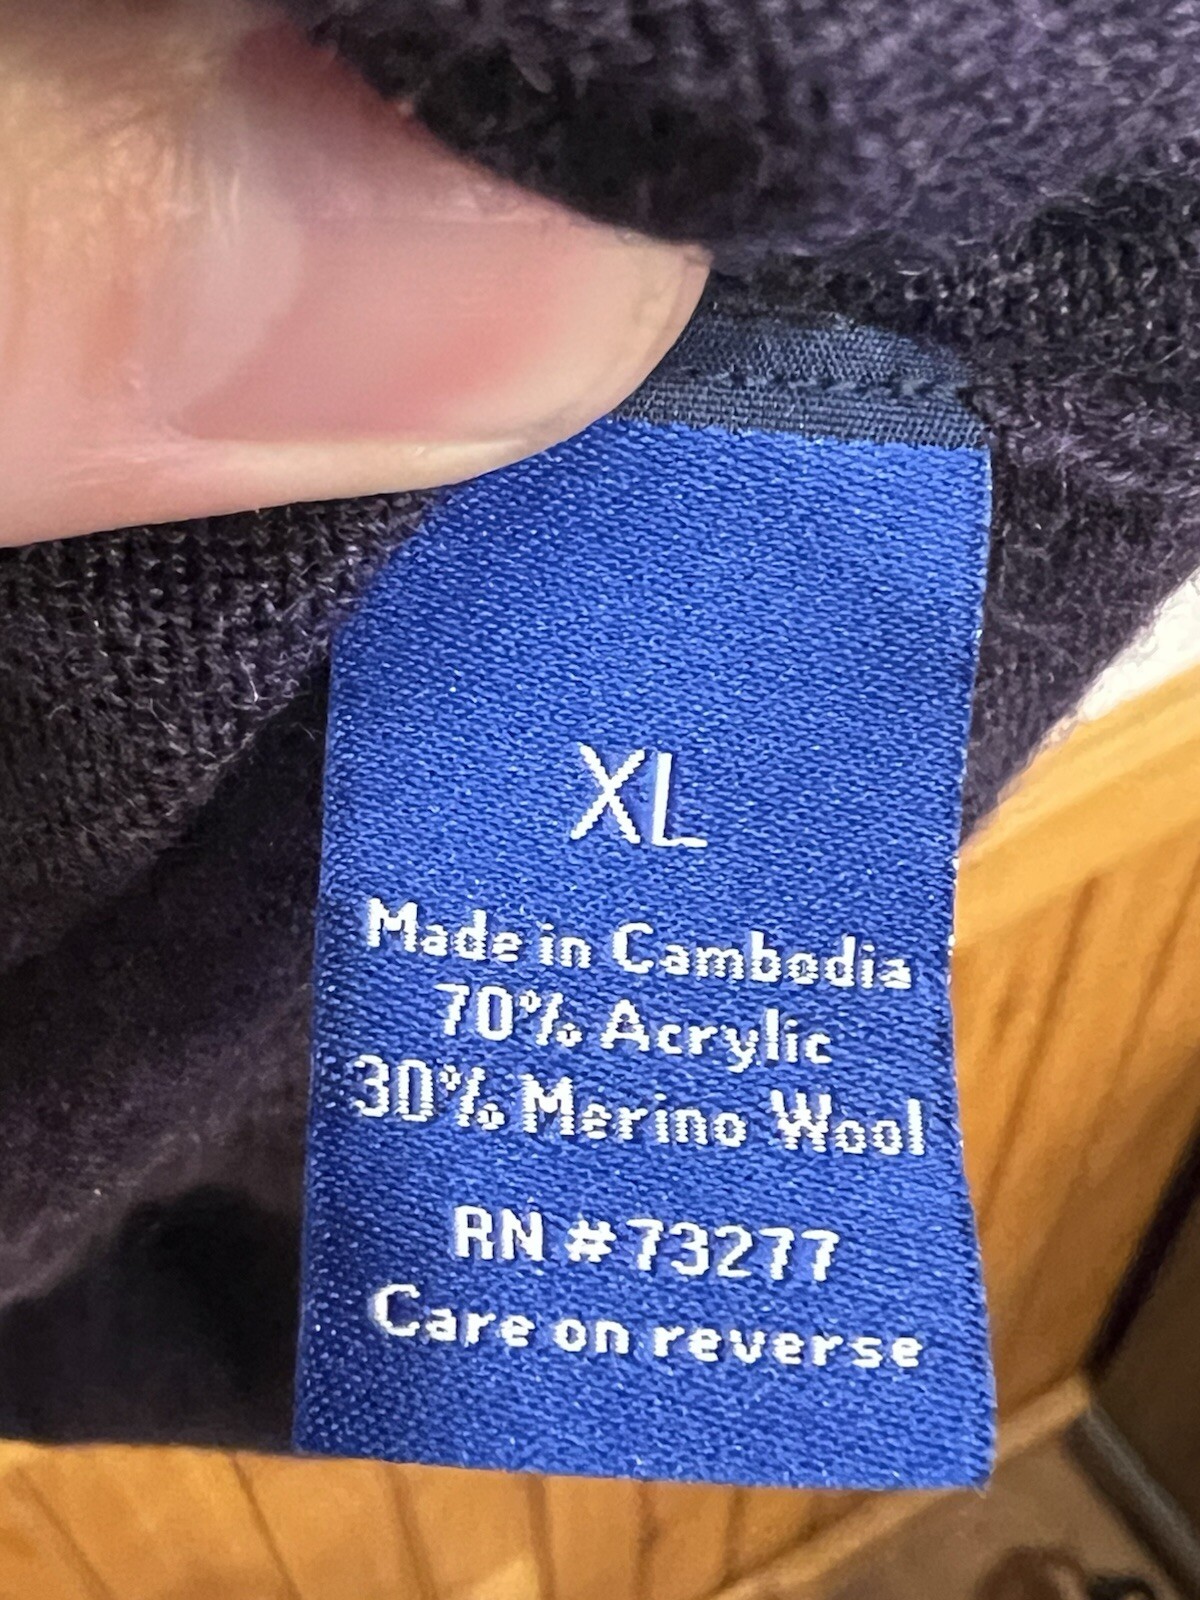 XL
Made in Cambodia
70% Acrylic
30% Merino Wool
RN #73277
Care on reverse